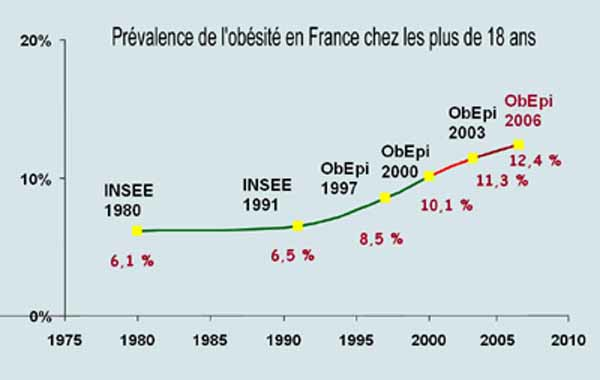 Prévalence de l'obésité en France chez les plus de 18 ans
20%
10%
0%
INSEE
1980
INSEE
1991
ObEpi
1997
ObEpi
2000
ObEpi
2003
ObEpi
2006
6,1 %
6,5 %
8,5 %
10,1 %
11,3 %
12,4 %
1975 1980 1985 1990 1995 2000 2005 2010